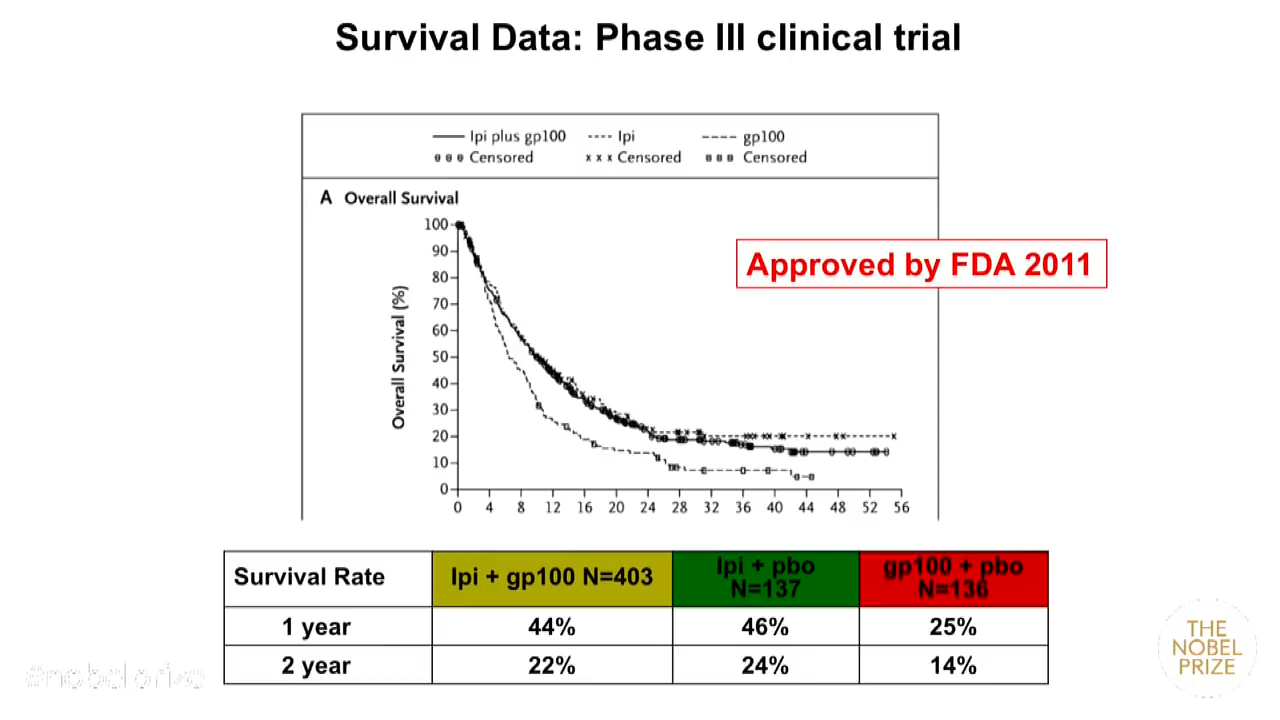 Survival Data: Phase III clinical trial
Ipi plus gp100 Ipi gp100
Censored Censored Censored
A Overall Survival
Approved by FDA 2011
Overall Survival (%)
100
90
80
70
60
50
40
30
20
10
0
0 4 8 12 16 20 24 28 32 36 40 44 48 52 56
Survival Rate Ipi + gp100 N=403 Ipi + pbo N=137 gp100 + pbo N=136
1 year 44% 46% 25%
2 year 22% 24% 14%
#nobelprize
THE
NOBEL
PRIZE